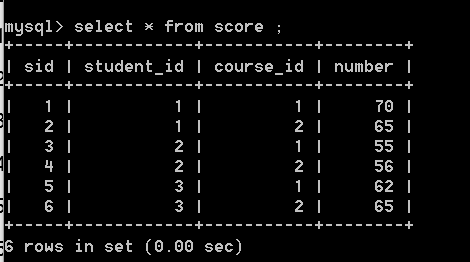 mysql> select * from score ;
+-----+------------+-----------+--------+
| sid | student_id | course_id | number |
+-----+------------+-----------+--------+
| 1 | 1 | 1 | 70 |
| 2 | 1 | 2 | 65 |
| 3 | 2 | 1 | 55 |
| 4 | 2 | 2 | 56 |
| 5 | 3 | 1 | 62 |
| 6 | 3 | 2 | 65 |
+-----+------------+-----------+--------+
6 rows in set (0.00 sec)